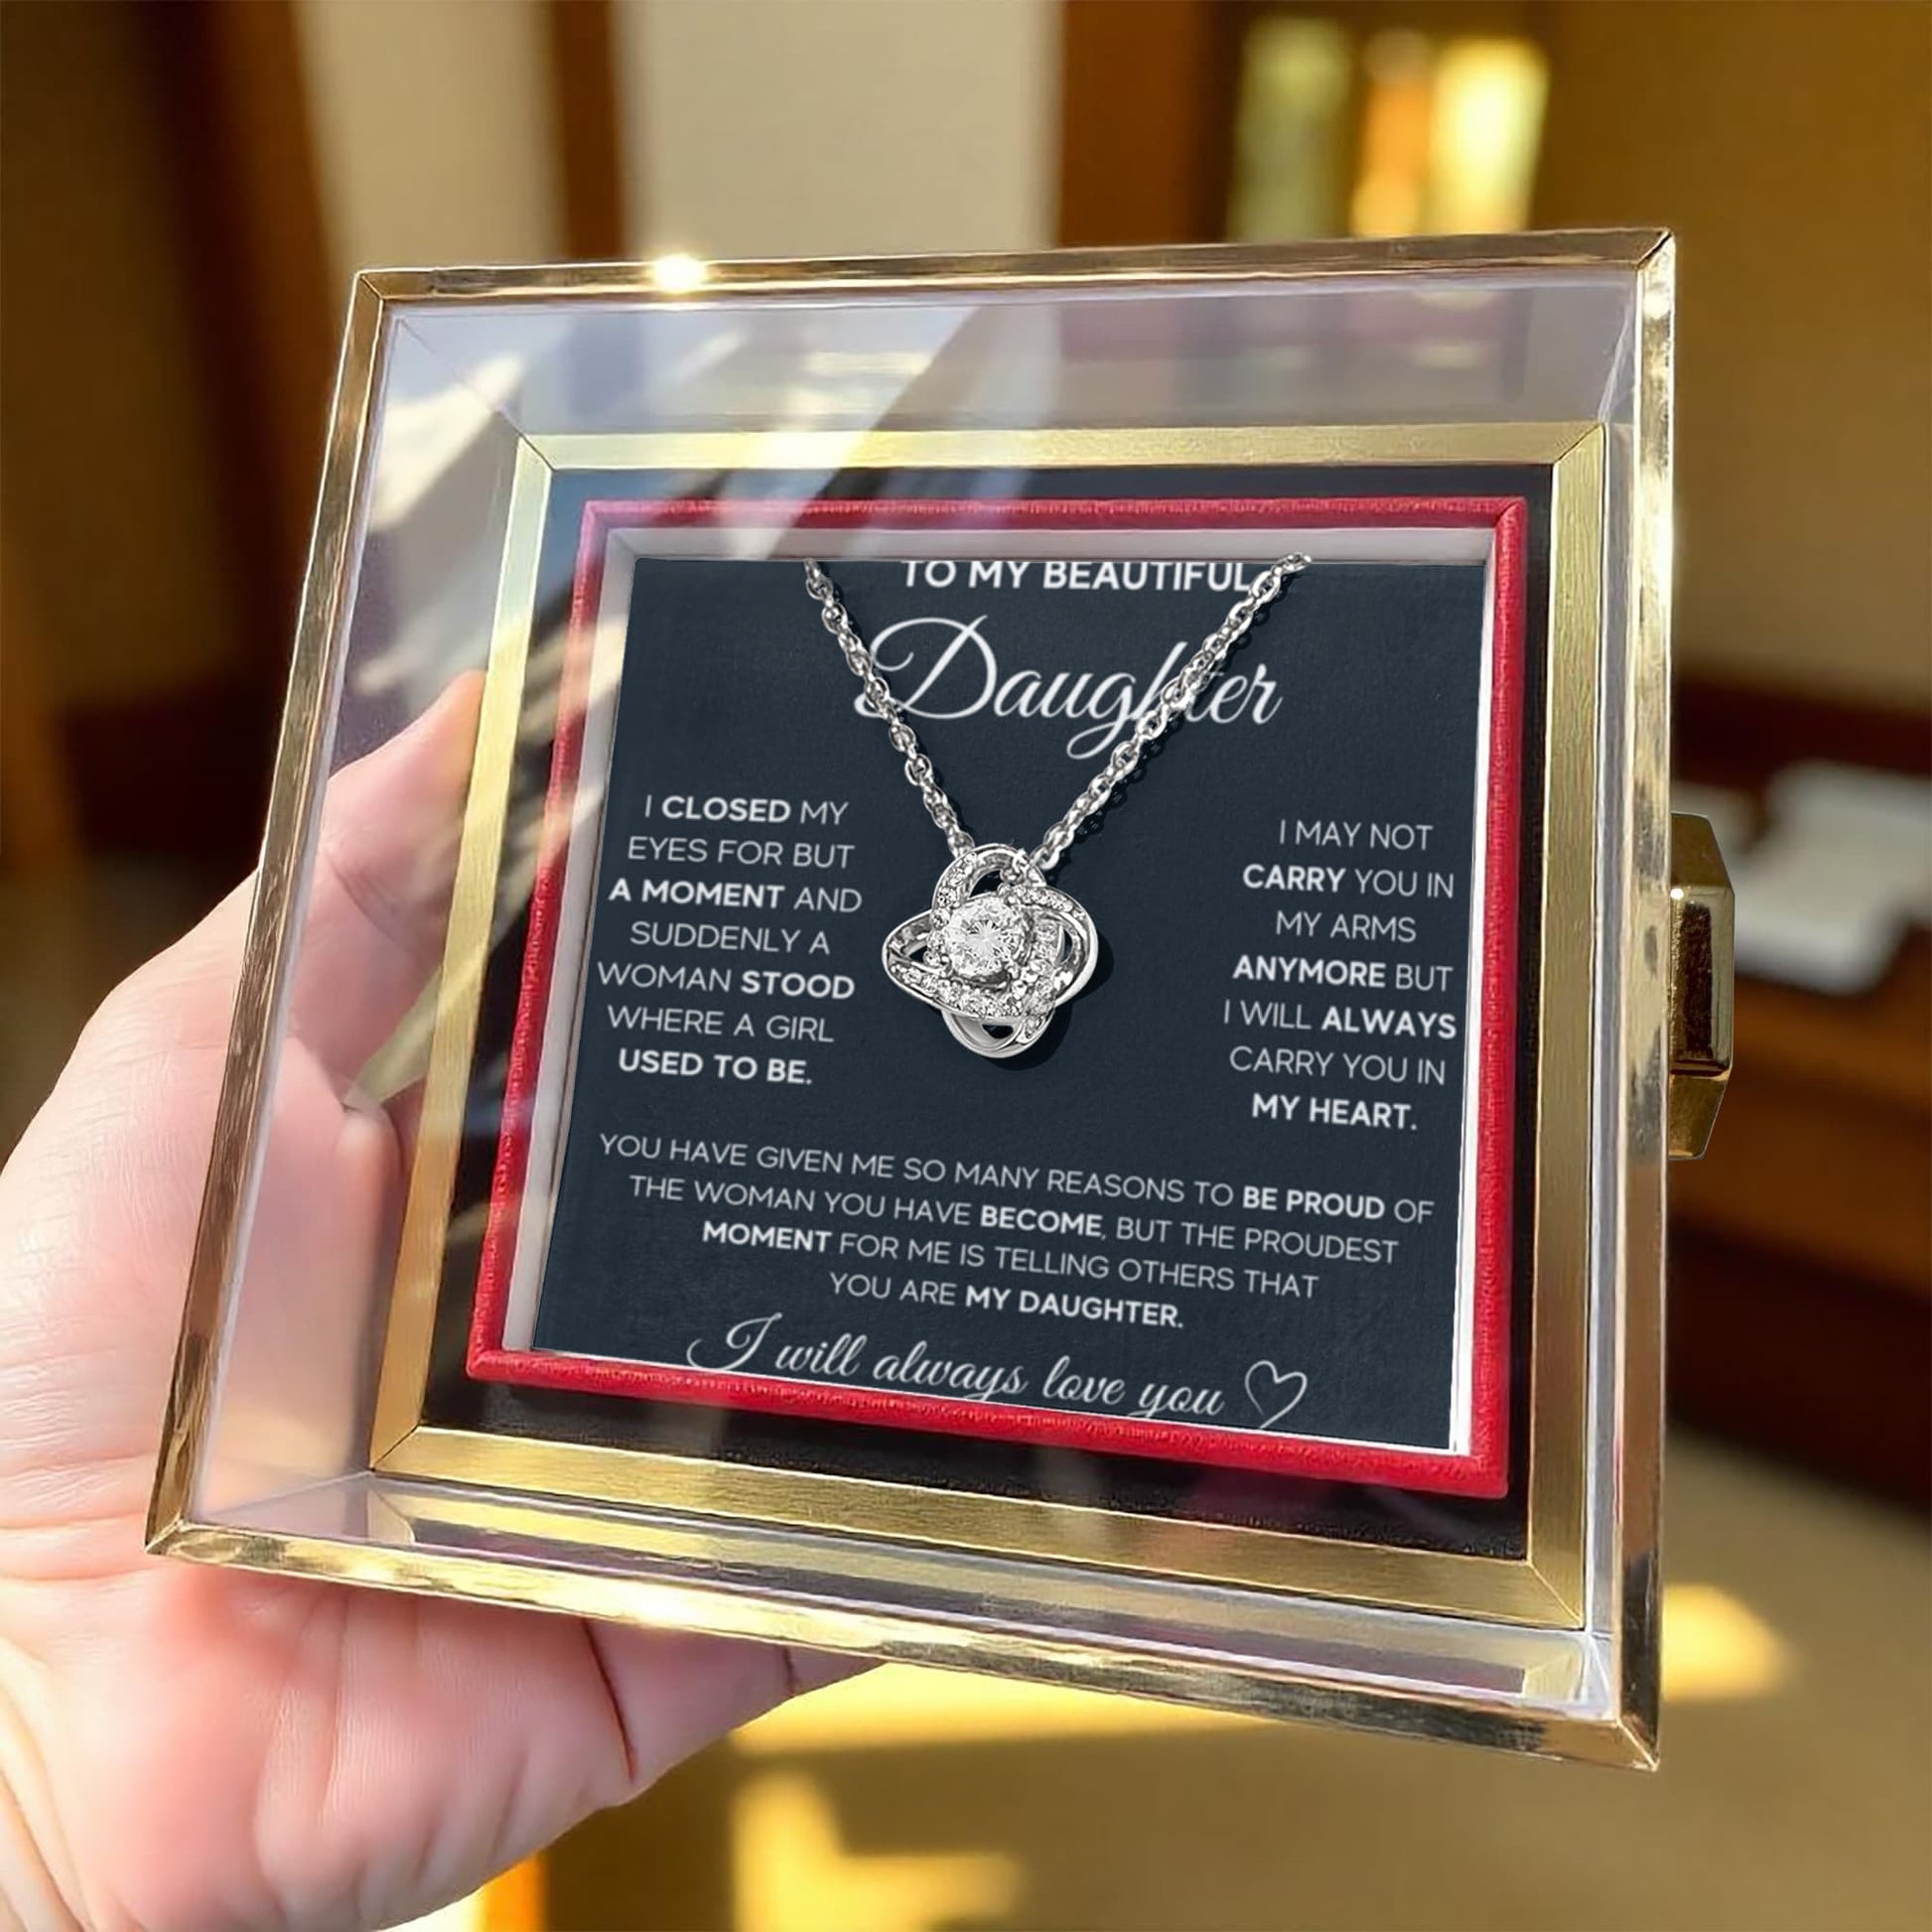 TO MY BEAUTIFUL
Daughter
I CLOSED MY
EYES FOR BUT
A MOMENT AND
SUDDENLY A
WOMAN STOOD
WHERE A GIRL
USED TO BE.
I MAY NOT
CARRY YOU IN
MY ARMS
ANYMORE BUT
I WILL ALWAYS
CARRY YOU IN
MY HEART.
YOU HAVE GIVEN ME SO MANY REASONS TO BE PROUD OF
THE WOMAN YOU HAVE BECOME, BUT THE PROUDEST
MOMENT FOR ME IS TELLING OTHERS THAT
YOU ARE MY DAUGHTER.
I will always love you